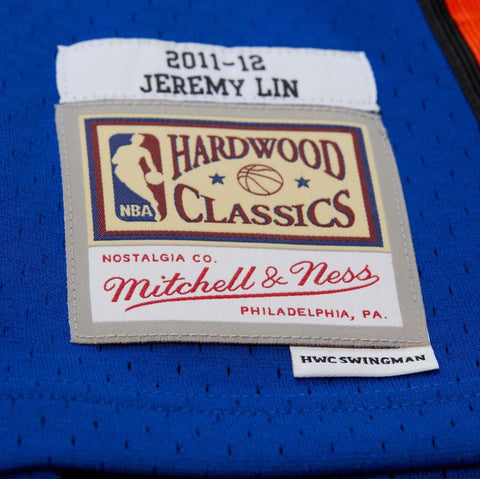 2011-12
JEREMY LIN
HARDWOOD
CLASSICS
NBA
NOSTALGIA CO.
Mitchell & Ness
PHILADELPHIA, PA.
HWC SWINGMAN